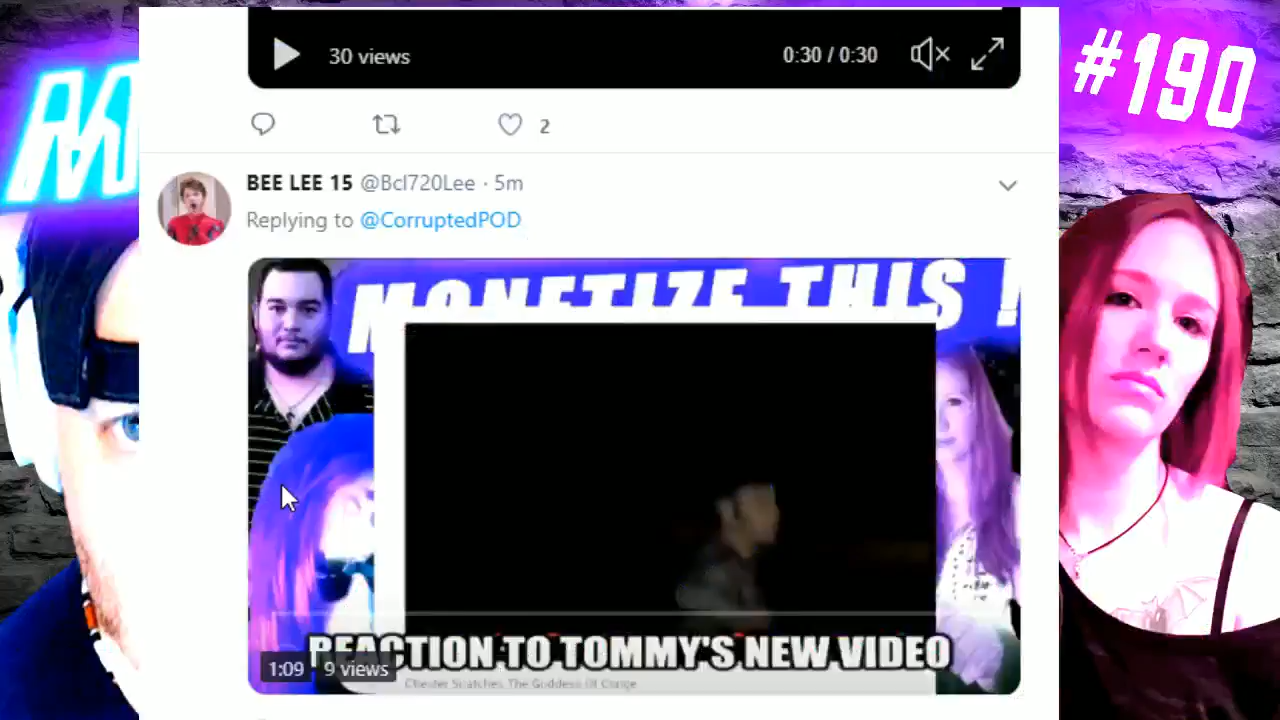 #190
30 views
0:30 / 0:30
2
BEE LEE 15 @Bcl720Lee · 5m
Replying to @CorruptedPOD
MONETIZE THIS !
REACTION TO TOMMY'S NEW VIDEO
1:09 9 views